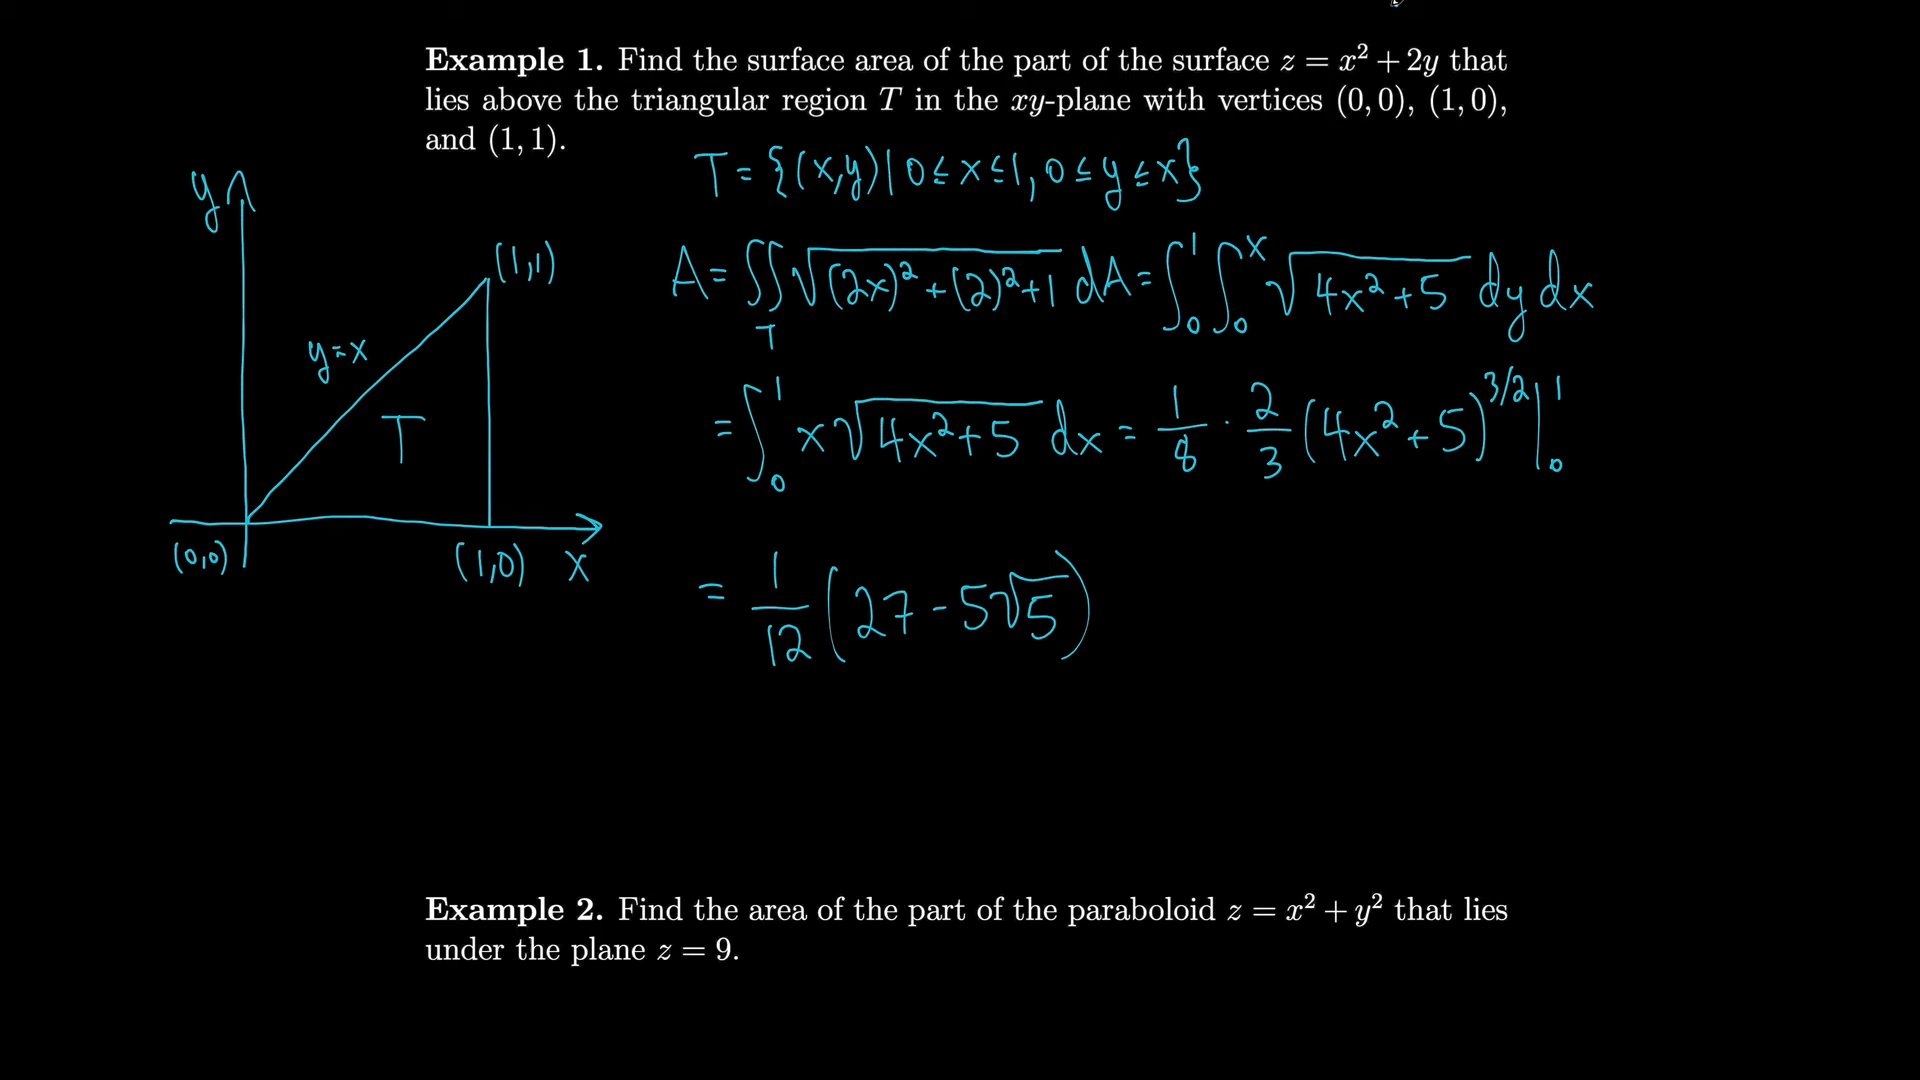 Example 1. Find the surface area of the part of the surface z = x² + 2y that
lies above the triangular region T in the xy-plane with vertices (0, 0), (1, 0),
and (1, 1).
T = {(x,y) | 0 ≤ x ≤ 1, 0 ≤ y ≤ x}
y
(1,1)
y = x
T
(0,0)
(1,0)
x
A = ∬_T √((2x)² + (2)² + 1) dA = ∫₀¹ ∫₀ˣ √(4x² + 5) dy dx
= ∫₀¹ x√(4x² + 5) dx = 1/8 · 2/3 (4x² + 5)^(3/2) |₀¹
= 1/12 (27 - 5√5)
Example 2. Find the area of the part of the paraboloid z = x² + y² that lies
under the plane z = 9.